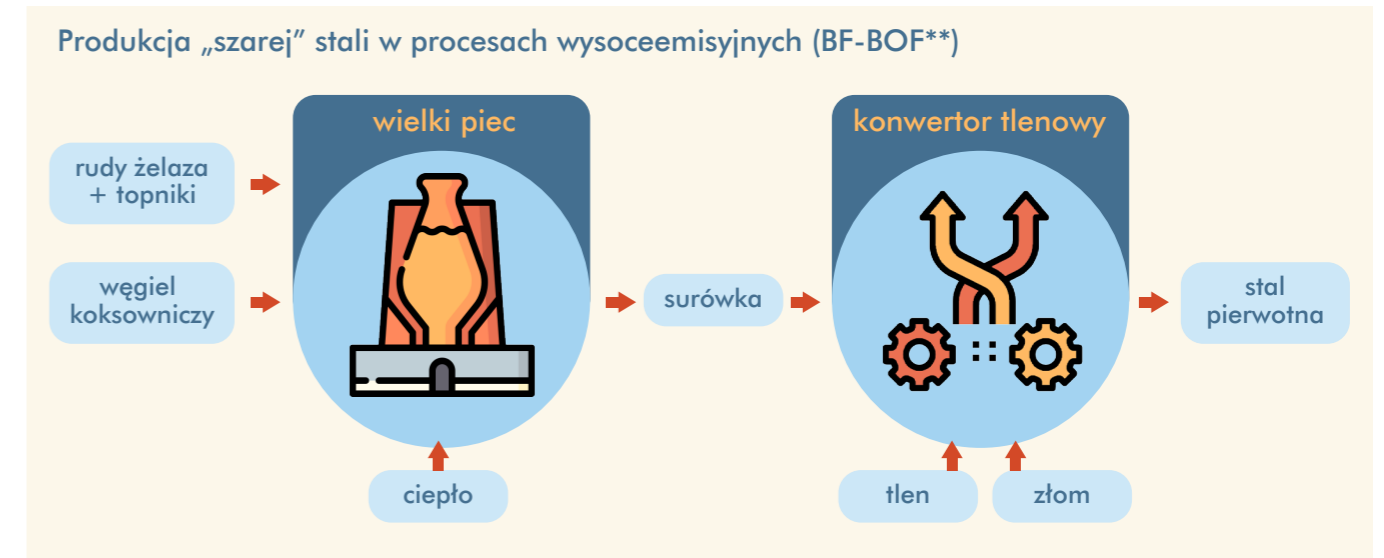 Produkcja „szarej” stali w procesach wysoceemisyjnych (BF-BOF**)
wielki piec
konwertor tlenowy
rudy żelaza
+ topniki
węgiel
koksowniczy
surówka
stal
pierwotna
ciepło
tlen
złom